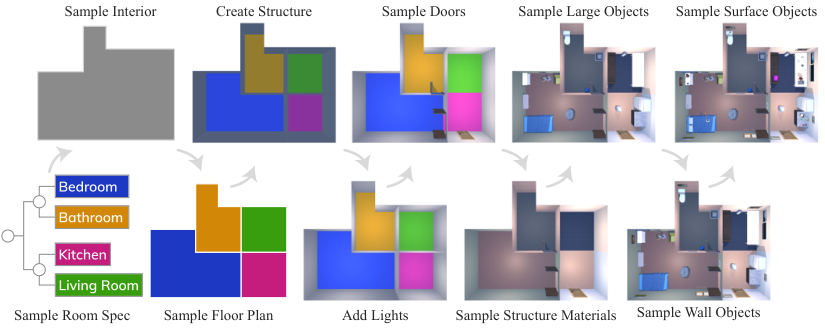 Sample Interior
Create Structure
Sample Doors
Sample Large Objects
Sample Surface Objects
Bedroom
Bathroom
Kitchen
Living Room
Sample Room Spec
Sample Floor Plan
Add Lights
Sample Structure Materials
Sample Wall Objects